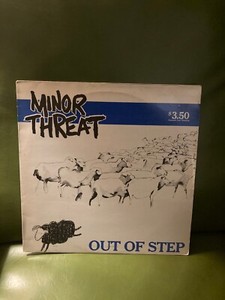 MINOR
THREAT
$3.50
OUT OF STEP